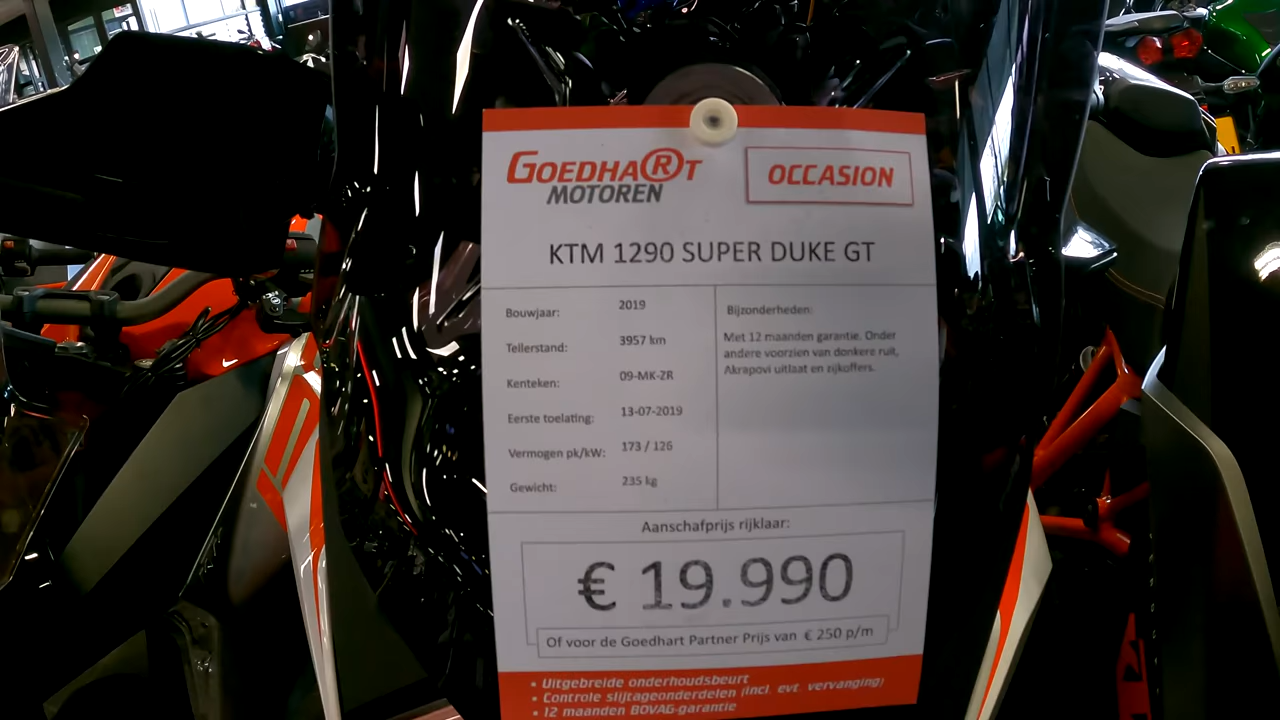 GOEDHART
MOTOREN
OCCASION
KTM 1290 SUPER DUKE GT
Bouwjaar: 2019
Tellerstand: 3957 km
Kenteken: 09-MK-ZR
Eerste toelating: 13-07-2019
Vermogen pk/kW: 173 / 126
Gewicht: 235 kg
Bijzonderheden:
Met 12 maanden garantie. Onder
andere voorzien van donkere ruit,
Akrapovi uitlaat en zijkoffers.
Aanschafprijs rijklaar:
€ 19.990
Of voor de Goedhart Partner Prijs van € 250 p/m
• Uitgebreide onderhoudsbeurt
• Controle slijtageonderdelen (incl. evt. vervanging)
• 12 maanden BOVAG-garantie